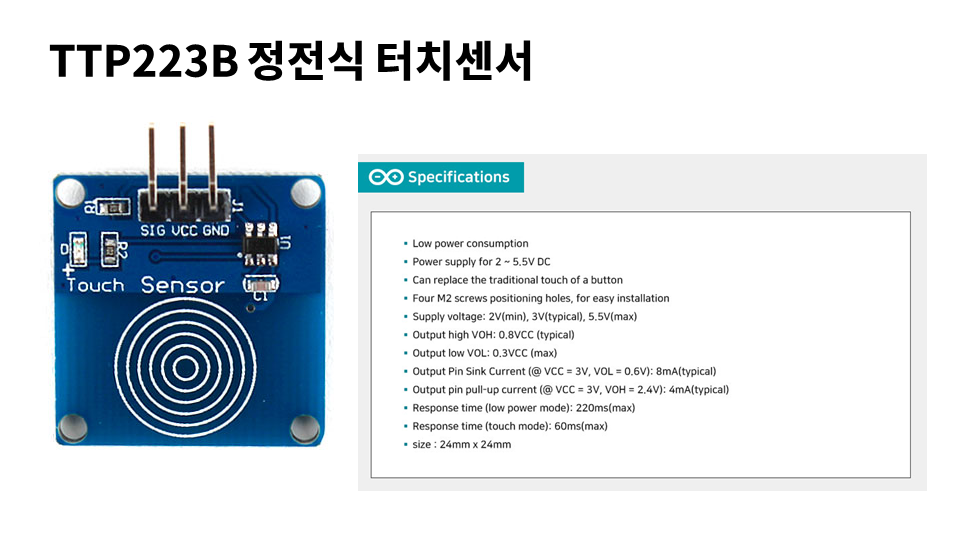 TTP223B 정전식 터치센서
R1
J1
SIG VCC GND
D
R2
U1
+
Touch Sensor
C1
Specifications
▪ Low power consumption
▪ Power supply for 2 ~ 5.5V DC
▪ Can replace the traditional touch of a button
▪ Four M2 screws positioning holes, for easy installation
▪ Supply voltage: 2V(min), 3V(typical), 5.5V(max)
▪ Output high VOH: 0.8VCC (typical)
▪ Output low VOL: 0.3VCC (max)
▪ Output Pin Sink Current (@ VCC = 3V, VOL = 0.6V): 8mA(typical)
▪ Output pin pull-up current (@ VCC = 3V, VOH = 2.4V): 4mA(typical)
▪ Response time (low power mode): 220ms(max)
▪ Response time (touch mode): 60ms(max)
▪ size : 24mm x 24mm